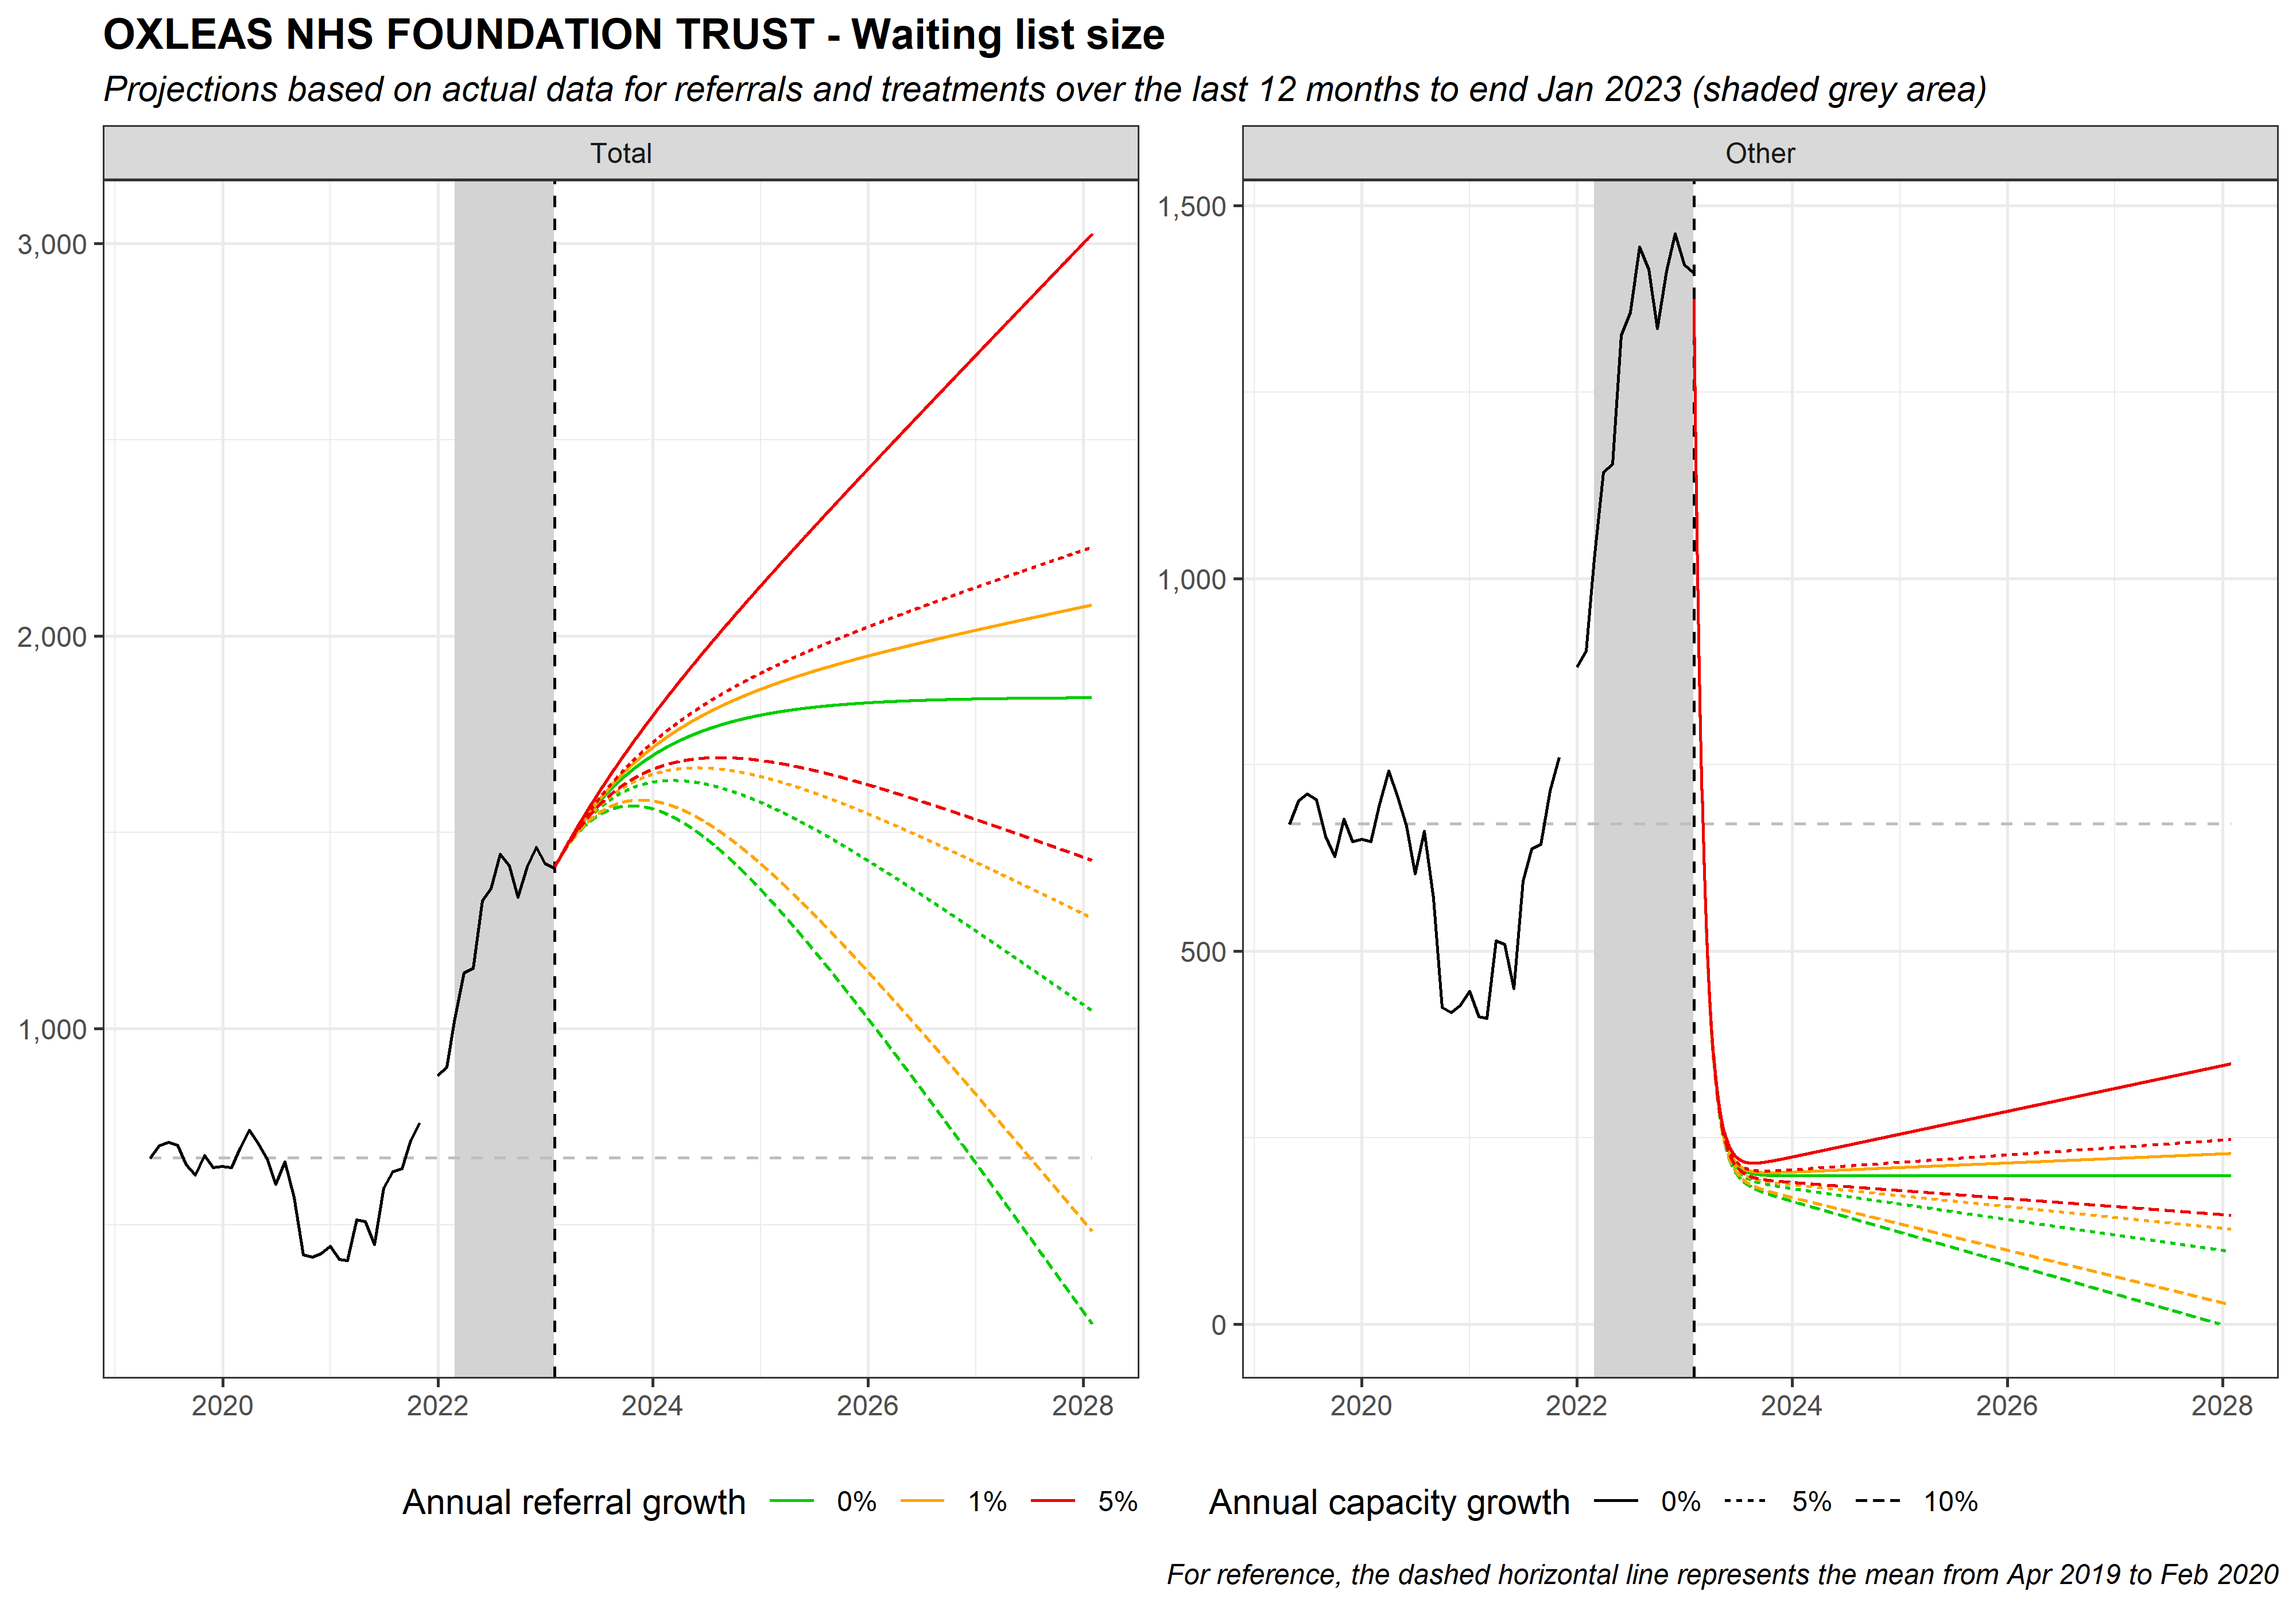 OXLEAS NHS FOUNDATION TRUST - Waiting list size
Projections based on actual data for referrals and treatments over the last 12 months to end Jan 2023 (shaded grey area)
Total
3,000
2,000
1,000
2020 2022 2024 2026 2028
Other
1,500
1,000
500
0
2020 2022 2024 2026 2028
Annual referral growth 0% 1% 5%
Annual capacity growth 0% 5% 10%
For reference, the dashed horizontal line represents the mean from Apr 2019 to Feb 2020